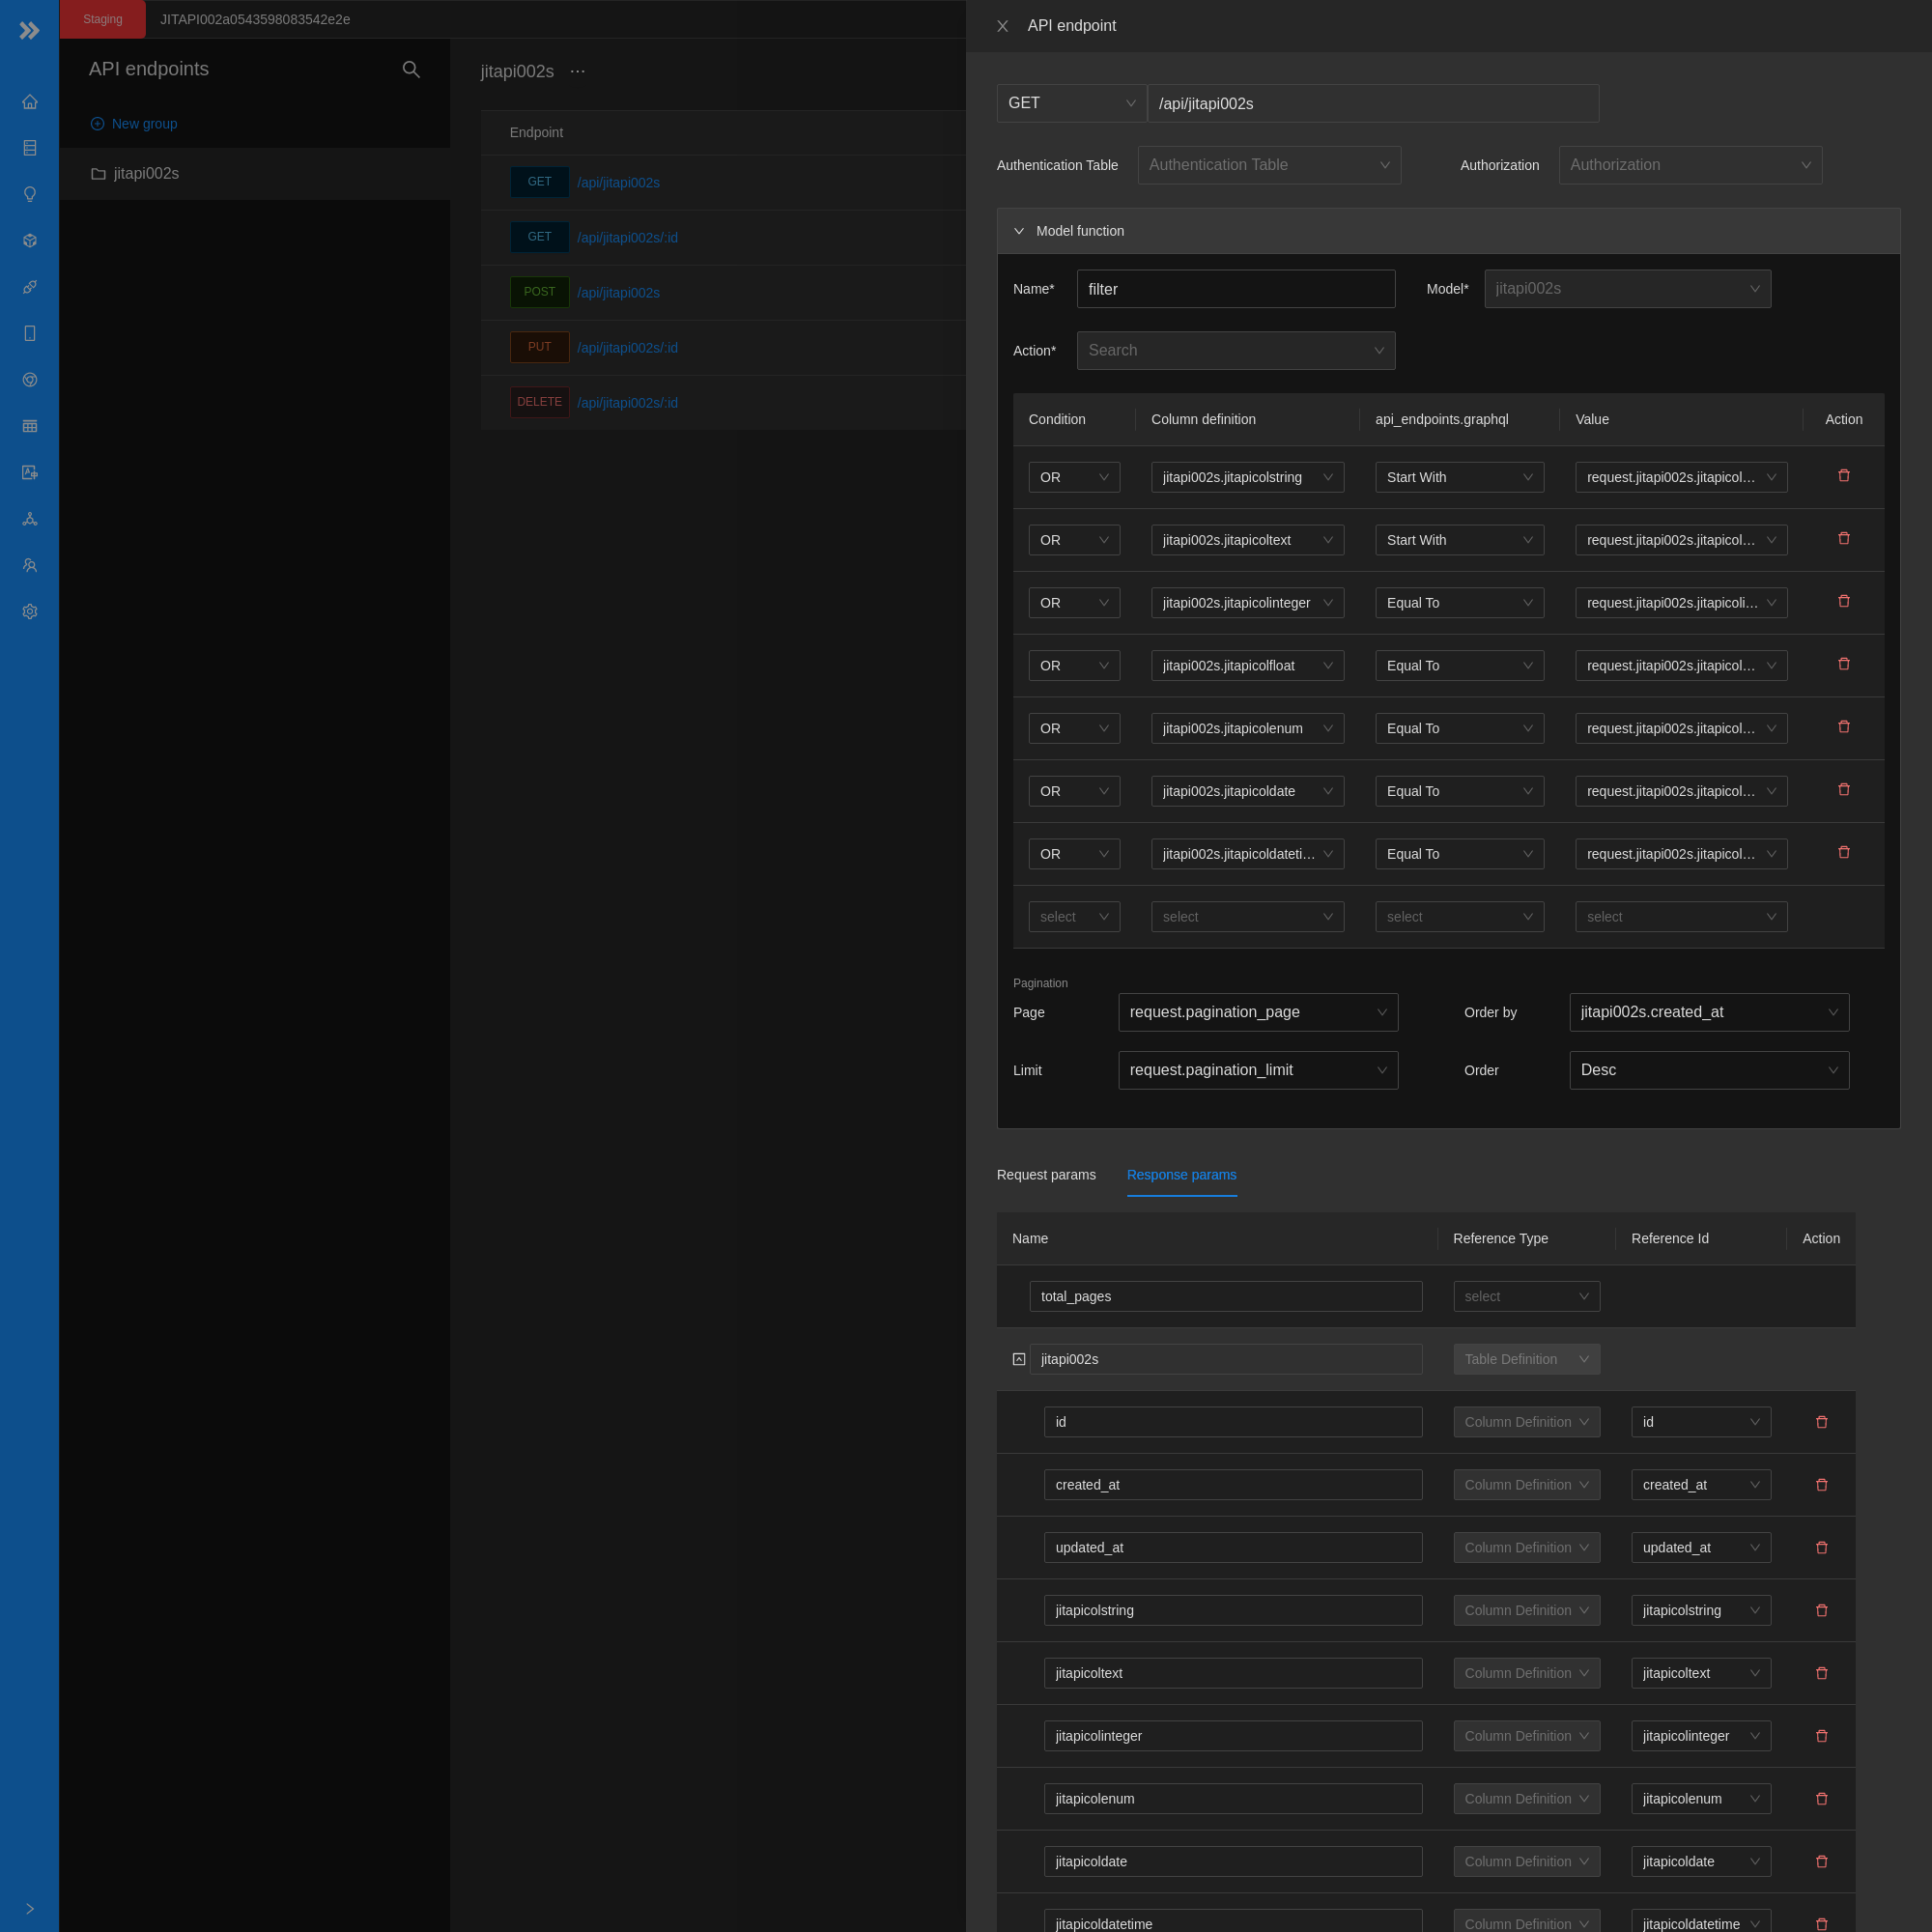 Staging
JITAPI002a0543598083542e2e
API endpoints
New group
jitapi002s
jitapi002s ···
Endpoint
GET /api/jitapi002s
GET /api/jitapi002s/:id
POST /api/jitapi002s
PUT /api/jitapi002s/:id
DELETE /api/jitapi002s/:id
API endpoint
GET /api/jitapi002s
Authentication Table Authentication Table Authorization Authorization
Model function
Name* filter Model* jitapi002s
Action* Search
Condition Column definition api_endpoints.graphql Value Action
OR jitapi002s.jitapicolstring Start With request.jitapi002s.jitapicol...
OR jitapi002s.jitapicoltext Start With request.jitapi002s.jitapicol...
OR jitapi002s.jitapicolinteger Equal To request.jitapi002s.jitapicoli...
OR jitapi002s.jitapicolfloat Equal To request.jitapi002s.jitapicol...
OR jitapi002s.jitapicolenum Equal To request.jitapi002s.jitapicol...
OR jitapi002s.jitapicoldate Equal To request.jitapi002s.jitapicol...
OR jitapi002s.jitapicoldateti... Equal To request.jitapi002s.jitapicol...
select select select select
Pagination
Page request.pagination_page Order by jitapi002s.created_at
Limit request.pagination_limit Order Desc
Request params Response params
Name Reference Type Reference Id Action
total_pages select
jitapi002s Table Definition
id Column Definition id
created_at Column Definition created_at
updated_at Column Definition updated_at
jitapicolstring Column Definition jitapicolstring
jitapicoltext Column Definition jitapicoltext
jitapicolinteger Column Definition jitapicolinteger
jitapicolenum Column Definition jitapicolenum
jitapicoldate Column Definition jitapicoldate
jitapicoldatetime Column Definition jitapicoldatetime